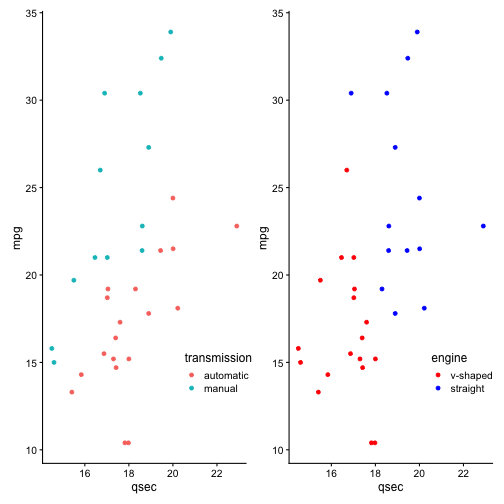 35
30
25
20
15
10
mpg
16
18
20
22
qsec
transmission
automatic
manual
35
30
25
20
15
10
mpg
16
18
20
22
qsec
engine
v-shaped
straight